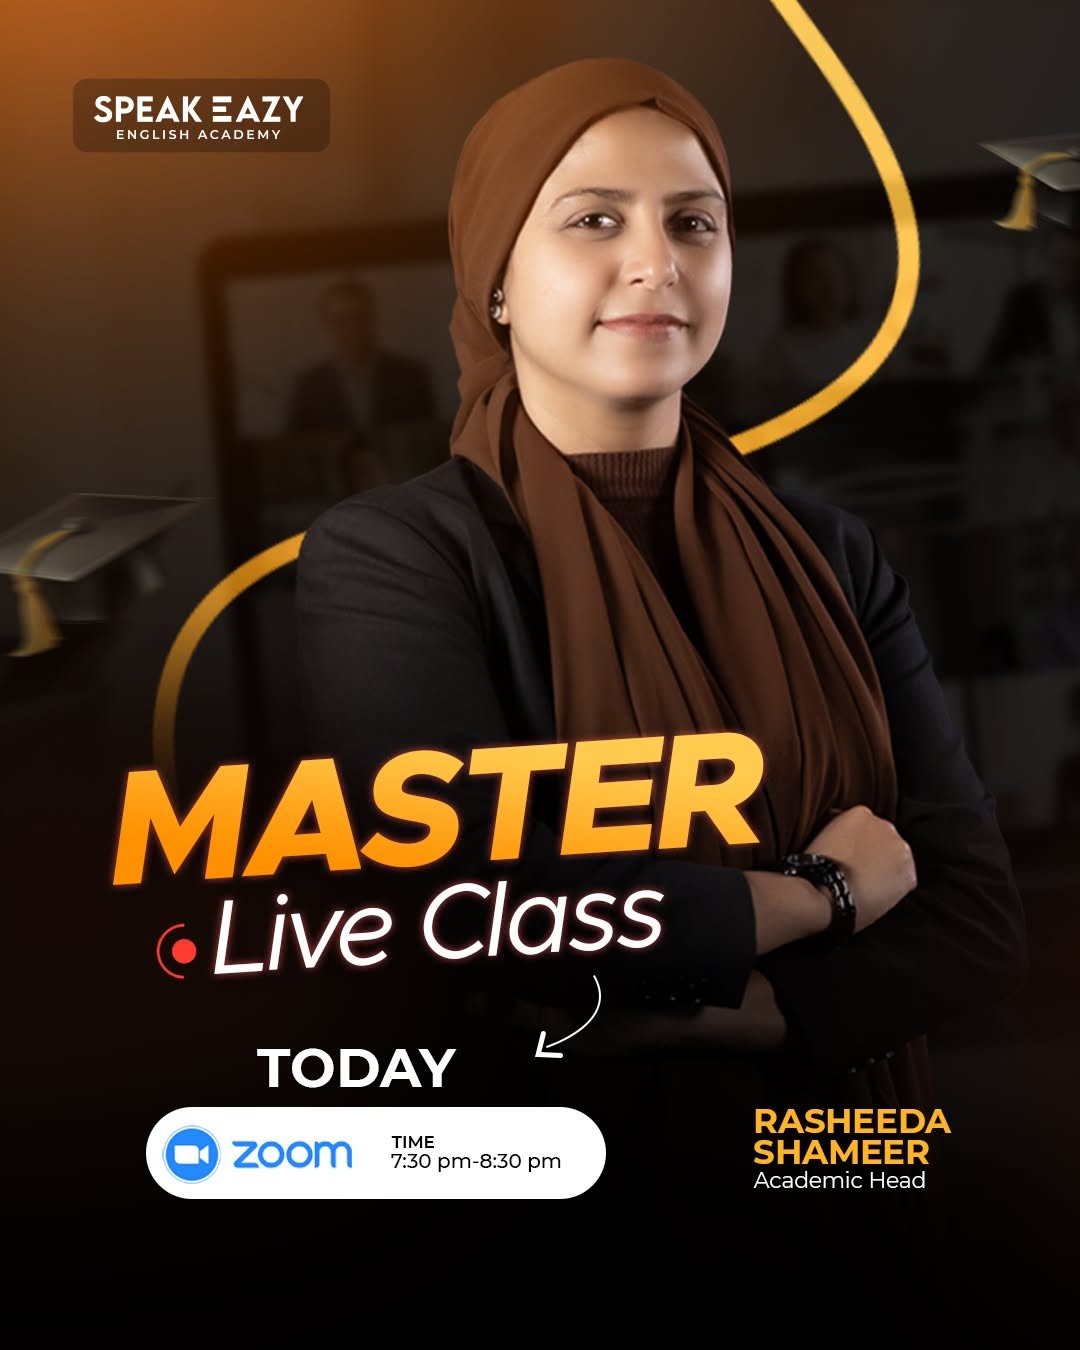 SPEAK EAZY
ENGLISH ACADEMY
MASTER
Live Class
TODAY
zoom
TIME
7:30 pm-8:30 pm
RASHEEDA
SHAMEER
Academic Head